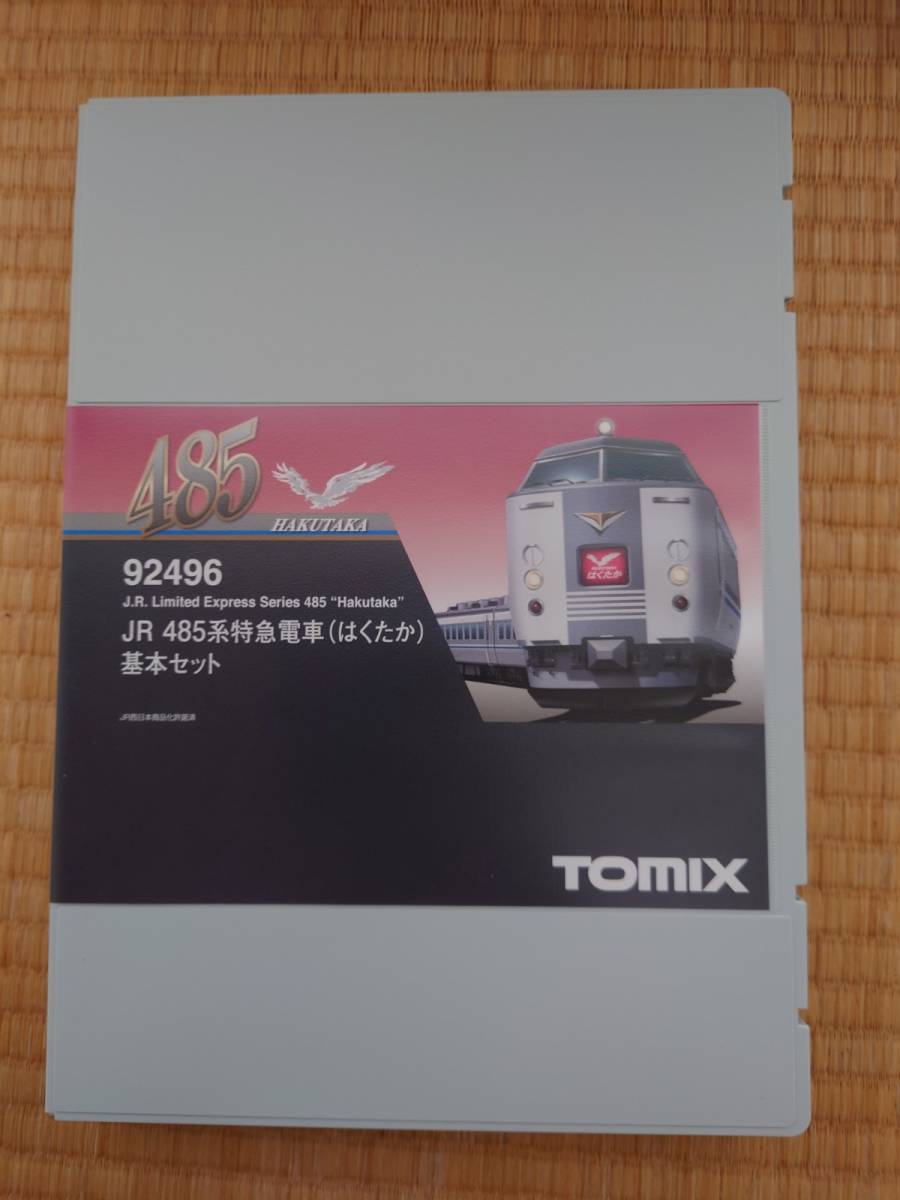 485
HAKUTAKA
92496
J.R. Limited Express Series 485 “Hakutaka”
JR 485系特急電車(はくたか)
基本セット
JR西日本商品化許諾済
はくたか
TOMIX